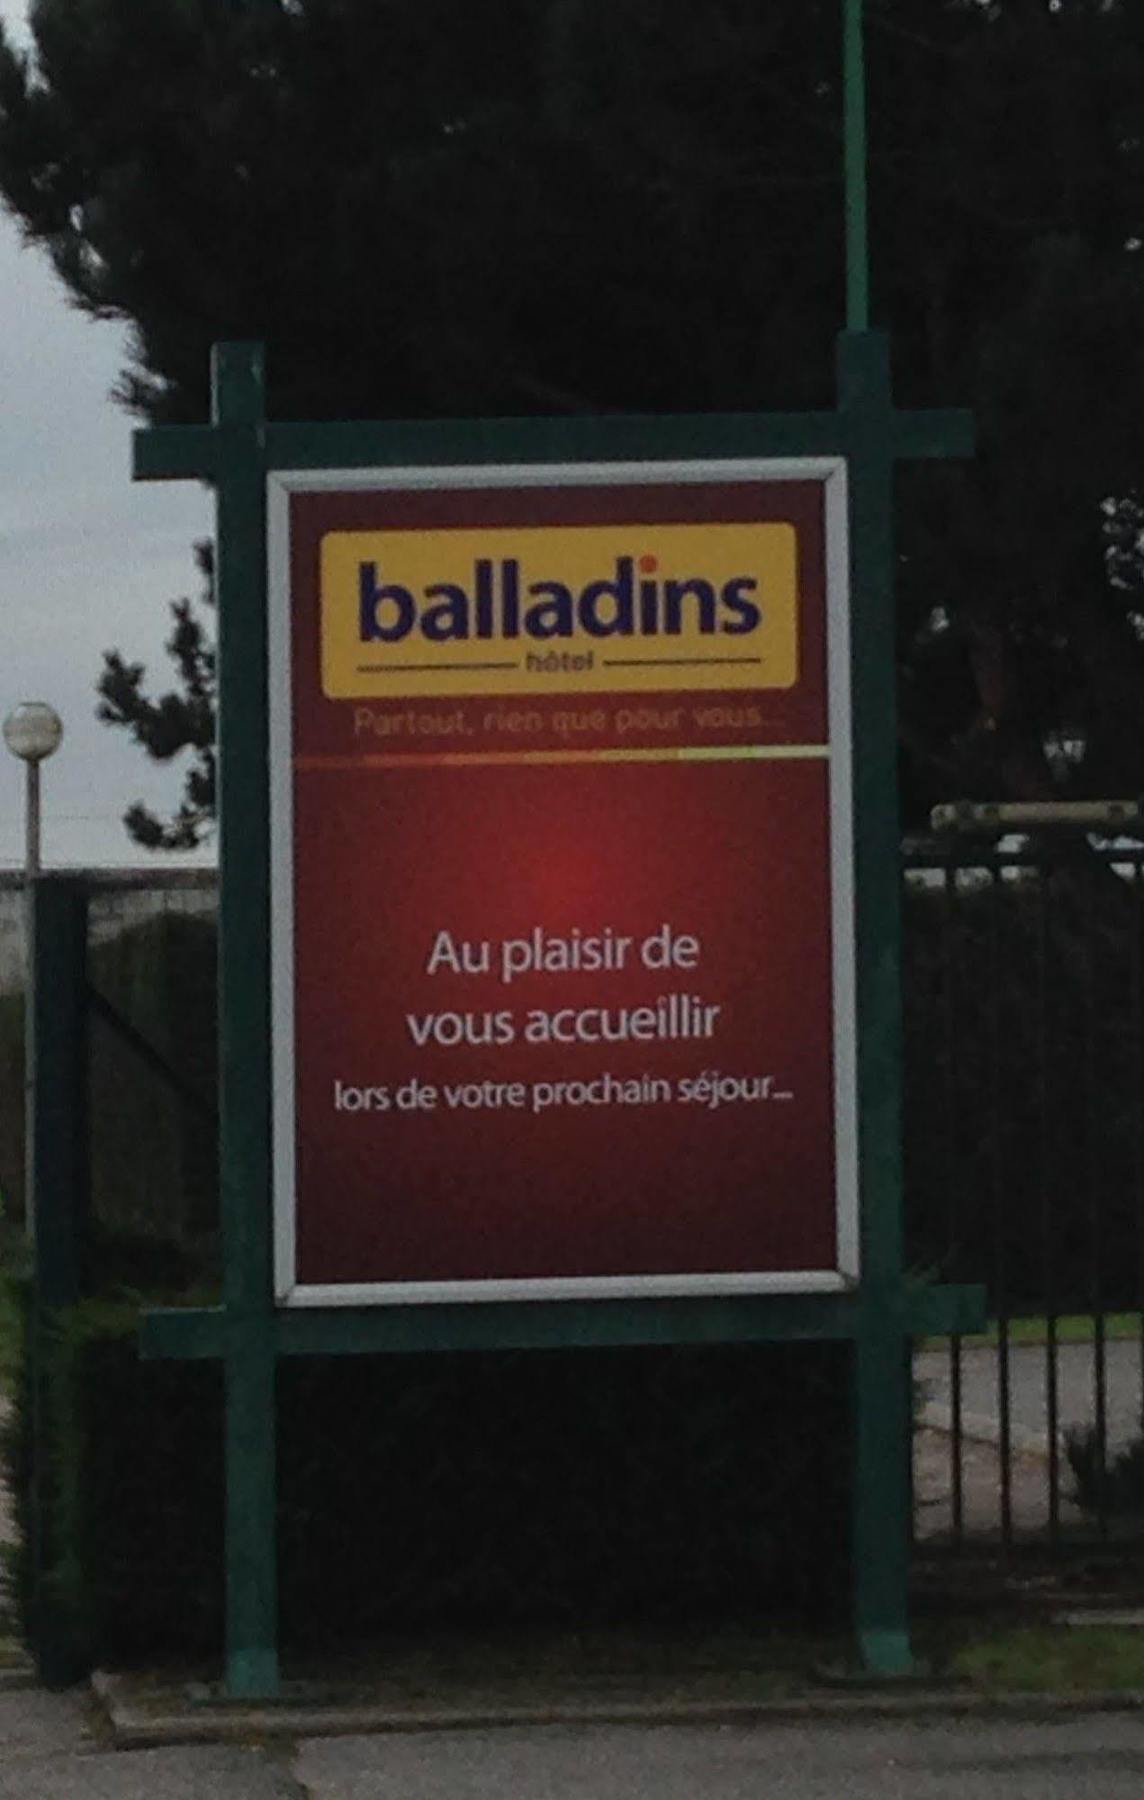 balladins
hôtel
Partout, rien que pour vous...
Au plaisir de
vous accueillir
lors de votre prochain séjour...